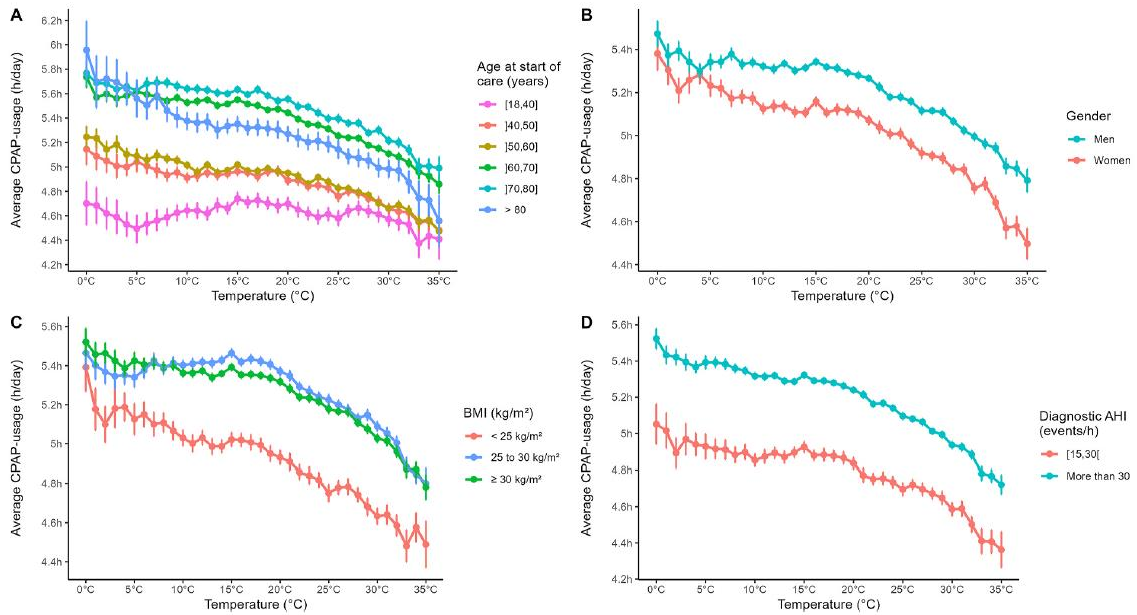 A
Average CPAP-usage (h/day)
6.2h
6h
5.8h
5.6h
5.4h
5.2h
5h
4.8h
4.6h
4.4h
4.2h
0°C 5°C 10°C 15°C 20°C 25°C 30°C 35°C
Temperature (°C)
Age at start of
care (years)
[18,40]
]40,50]
]50,60]
]60,70]
]70,80]
> 80
B
Average CPAP-usage (h/day)
5.4h
5.2h
5h
4.8h
4.6h
4.4h
0°C 5°C 10°C 15°C 20°C 25°C 30°C 35°C
Temperature (°C)
Gender
Men
Women
C
Average CPAP-usage (h/day)
5.6h
5.4h
5.2h
5h
4.8h
4.6h
4.4h
0°C 5°C 10°C 15°C 20°C 25°C 30°C 35°C
Temperature (°C)
BMI (kg/m²)
< 25 kg/m²
25 to 30 kg/m²
≥ 30 kg/m²
D
Average CPAP-usage (h/day)
5.6h
5.4h
5.2h
5h
4.8h
4.6h
4.4h
4.2h
0°C 5°C 10°C 15°C 20°C 25°C 30°C 35°C
Temperature (°C)
Diagnostic AHI
(events/h)
[15,30[
More than 30